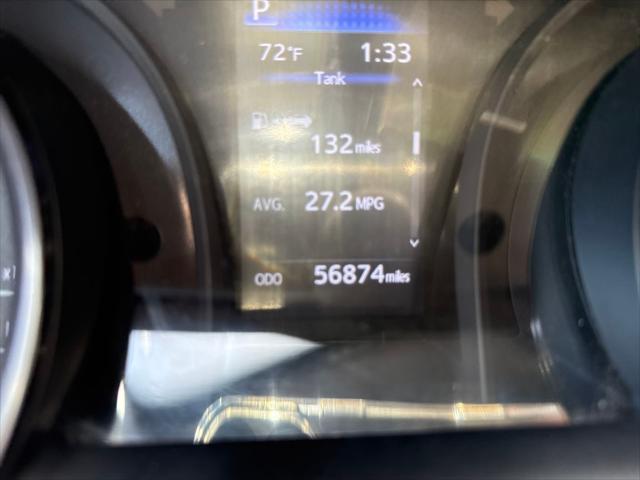 P
72°F 1:33
Tank
132 miles
AVG. 27.2 MPG
ODO 56874 miles